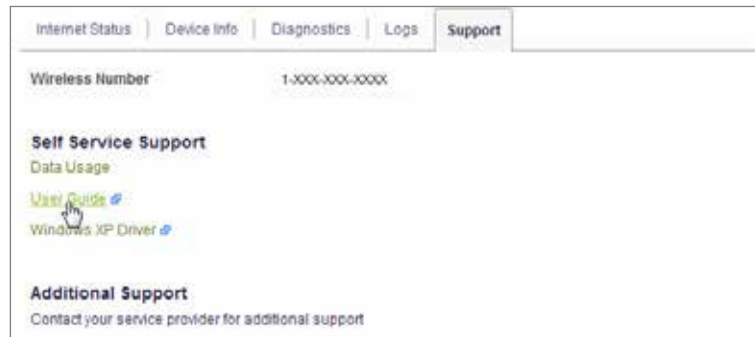 Internet Status | Device Info | Diagnostics | Logs Support
Wireless Number 1-XXX-XXX-XXXX
Self Service Support
Data Usage
User Guide
Windows XP Driver
Additional Support
Contact your service provider for additional support